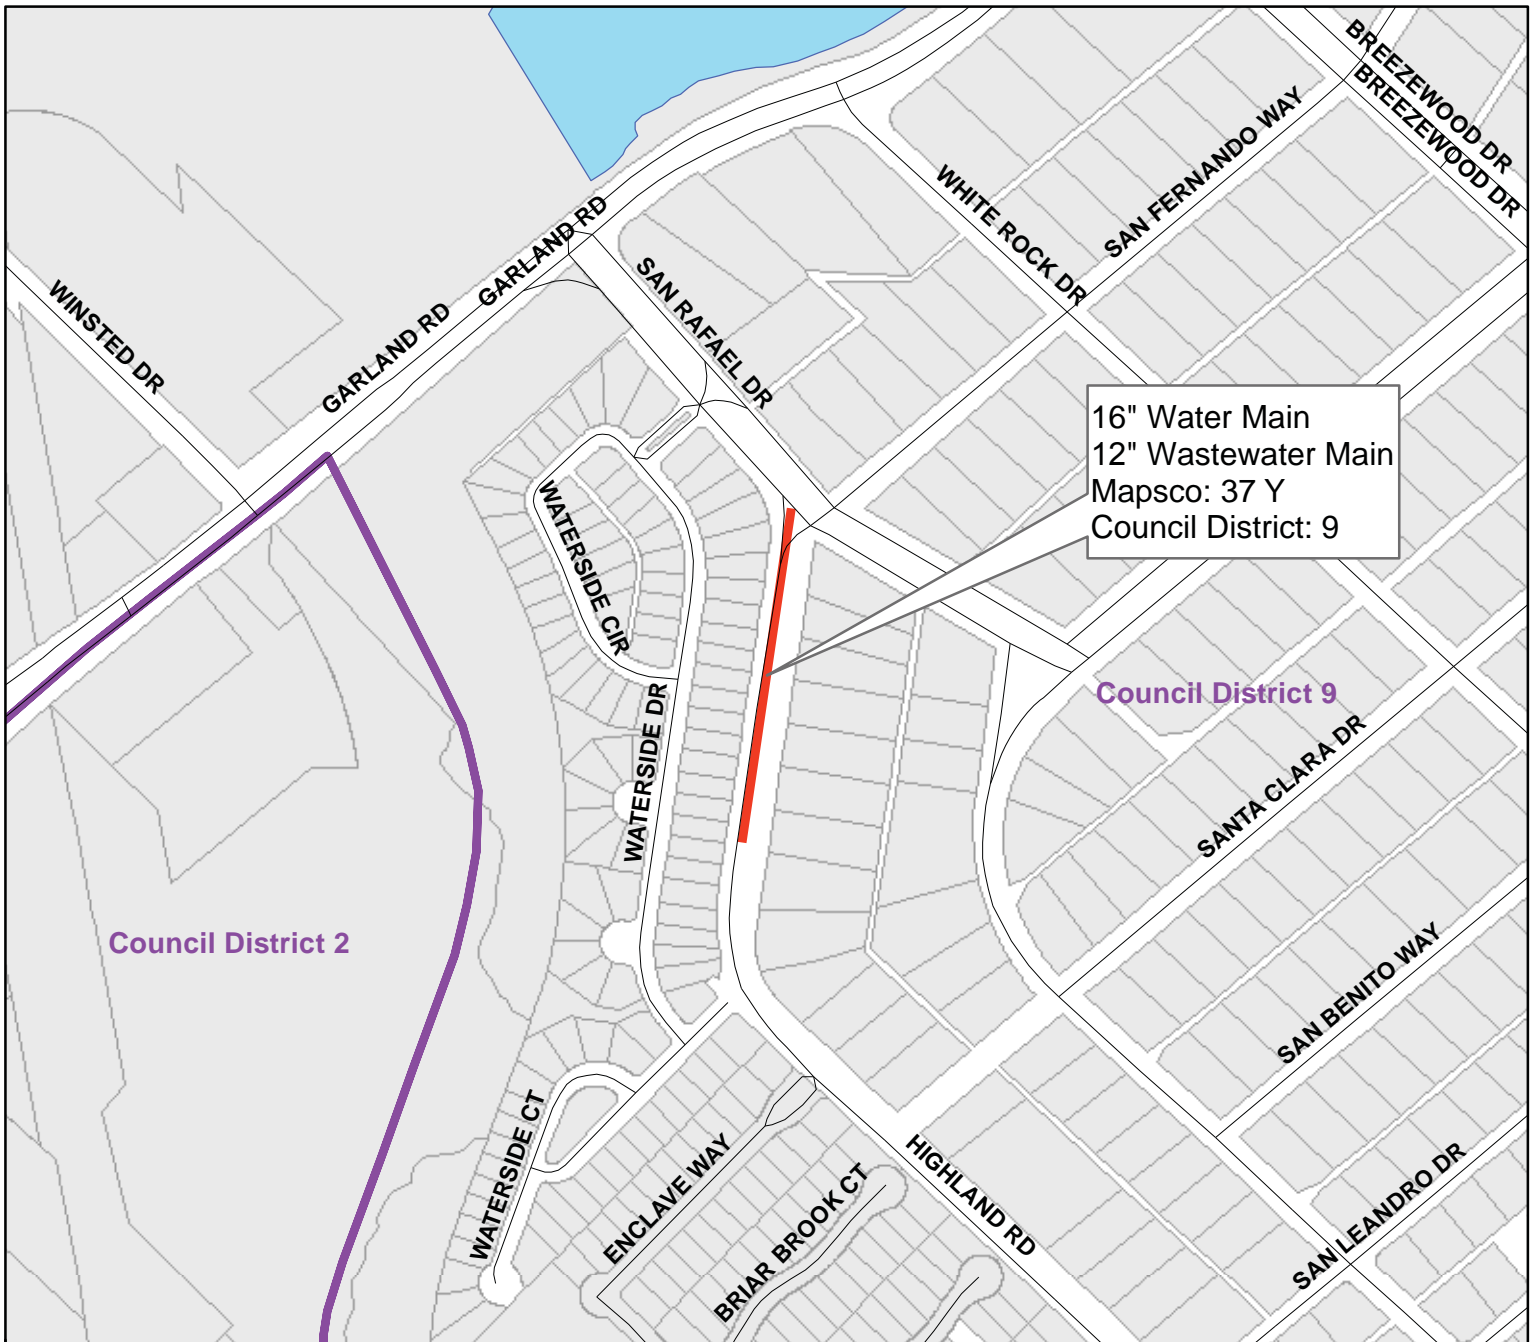 BREEZEWOOD DR
BREEZEWOOD DR
SAN FERNANDO WAY
WHITE ROCK DR
GARLAND RD
SAN RAFAEL DR
WINSTED DR
GARLAND RD
16" Water Main
12" Wastewater Main
Mapsco: 37 Y
Council District: 9
WATERSIDE CIR
WATERSIDE DR
Council District 9
SANTA CLARA DR
Council District 2
SAN BENITO WAY
WATERSIDE CT
ENCLAVE WAY
BRIAR BROOK CT
HIGHLAND RD
SAN LEANDRO DR